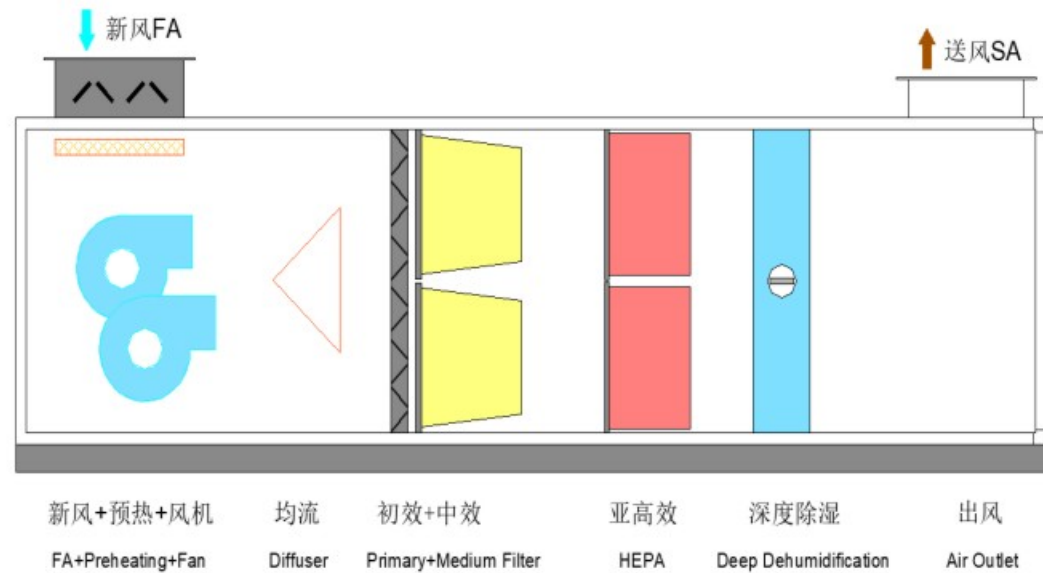 新风FA
送风SA
新风+预热+风机 均流 初效+中效 亚高效 深度除湿 出风
FA+Preheating+Fan Diffuser Primary+Medium Filter HEPA Deep Dehumidification Air Outlet